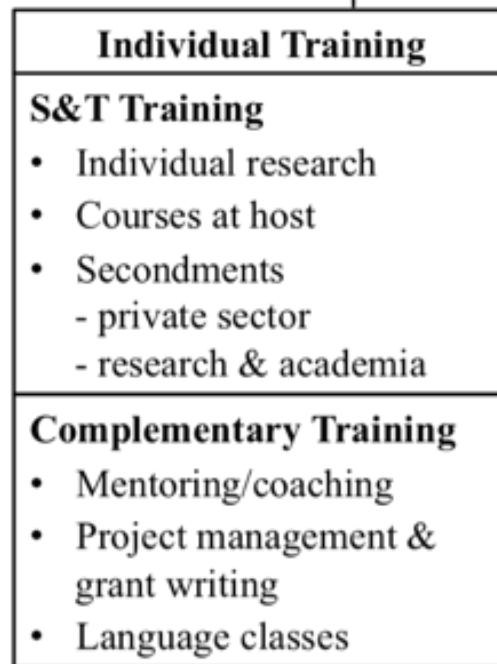 Individual Training
S&T Training
• Individual research
• Courses at host
• Secondments
- private sector
- research & academia
Complementary Training
• Mentoring/coaching
• Project management &
grant writing
• Language classes